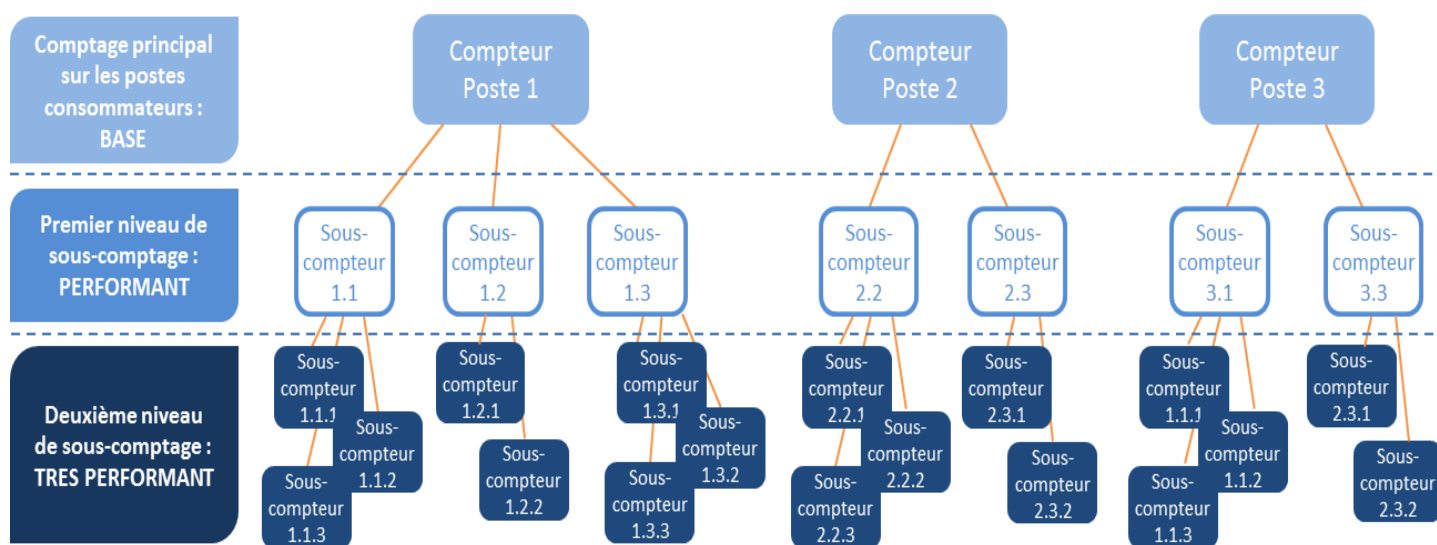 Comptage principal
sur les postes
consommateurs :
BASE
Compteur
Poste 1
Compteur
Poste 2
Compteur
Poste 3
Premier niveau de
sous-comptage :
PERFORMANT
Sous-
compteur
1.1
Sous-
compteur
1.2
Sous-
compteur
1.3
Sous-
compteur
2.2
Sous-
compteur
2.3
Sous-
compteur
3.1
Sous-
compteur
3.3
Deuxième niveau
de sous-comptage :
TRES PERFORMANT
Sous-
compteur
1.1.1
Sous-
compteur
1.1.2
Sous-
compteur
1.1.3
Sous-
compteur
1.2.1
Sous-
compteur
1.2.2
Sous-
compteur
1.3.1
Sous-
compteur
1.3.2
Sous-
compteur
1.3.3
Sous-
compteur
2.2.1
Sous-
compteur
2.2.2
Sous-
compteur
2.2.3
Sous-
compteur
2.3.1
Sous-
compteur
2.3.2
Sous-
compteur
1.1.1
Sous-
compteur
1.1.2
Sous-
compteur
1.1.3
Sous-
compteur
2.3.1
Sous-
compteur
2.3.2